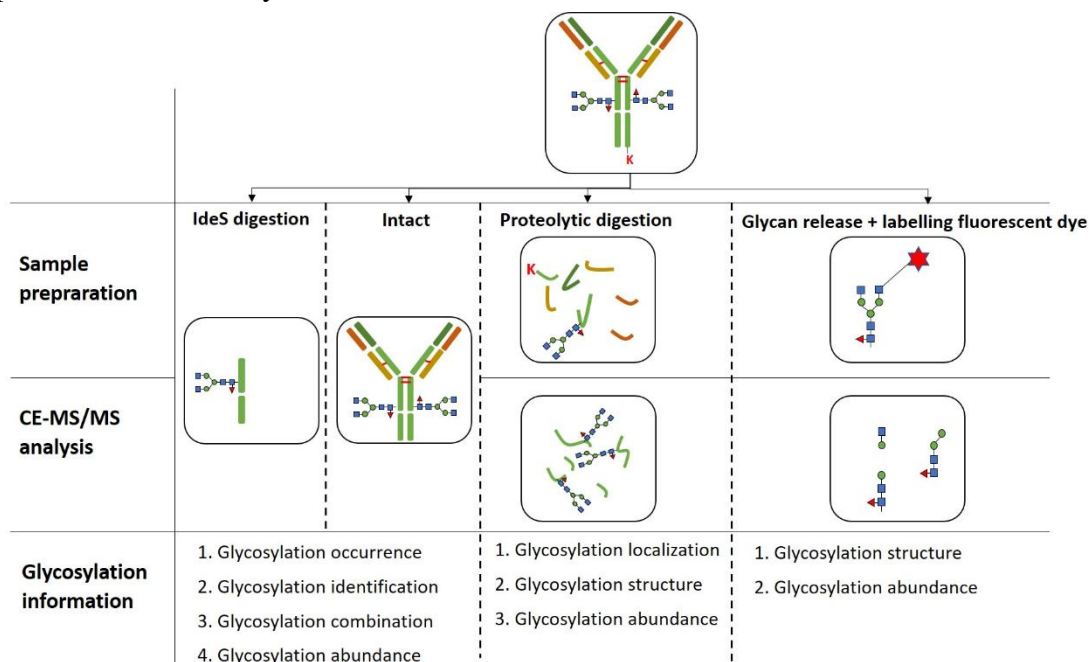 K
IdeS digestion
Intact
Proteolytic digestion
Glycan release + labelling fluorescent dye
Sample
prepraration
K
CE-MS/MS
analysis
Glycosylation
information
1. Glycosylation occurrence
2. Glycosylation identification
3. Glycosylation combination
4. Glycosylation abundance
1. Glycosylation localization
2. Glycosylation structure
3. Glycosylation abundance
1. Glycosylation structure
2. Glycosylation abundance